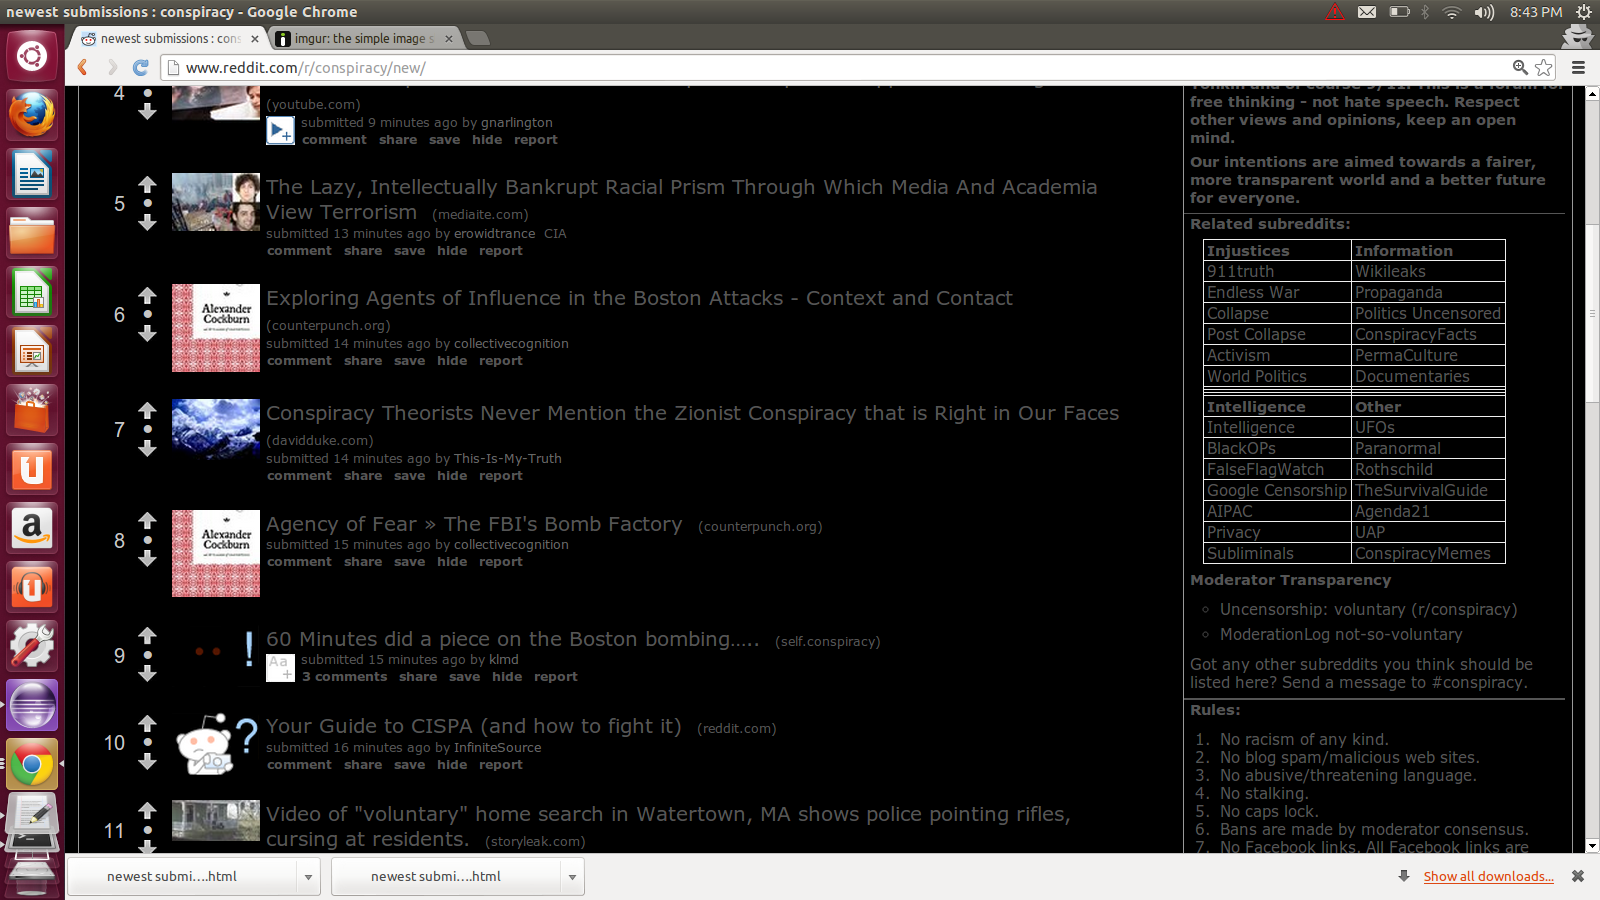 newest submissions : conspiracy - Google Chrome
8:43 PM
newest submissions : cons
imgur: the simple image s
www.reddit.com/r/conspiracy/new/
4
(youtube.com)
submitted 9 minutes ago by gnarlington
comment share save hide report
5
The Lazy, Intellectually Bankrupt Racial Prism Through Which Media And Academia
View Terrorism (mediaite.com)
submitted 13 minutes ago by erowidtrance CIA
comment share save hide report
6
Alexander
Cockburn
Exploring Agents of Influence in the Boston Attacks - Context and Contact
(counterpunch.org)
submitted 14 minutes ago by collectivecognition
comment share save hide report
7
Conspiracy Theorists Never Mention the Zionist Conspiracy that is Right in Our Faces
(davidduke.com)
submitted 14 minutes ago by This-Is-My-Truth
comment share save hide report
8
Alexander
Cockburn
Agency of Fear » The FBI's Bomb Factory (counterpunch.org)
submitted 15 minutes ago by collectivecognition
comment share save hide report
9
60 Minutes did a piece on the Boston bombing..... (self.conspiracy)
Aa
submitted 15 minutes ago by klmd
3 comments share save hide report
10
Your Guide to CISPA (and how to fight it) (reddit.com)
submitted 16 minutes ago by InfiniteSource
comment share save hide report
11
Video of "voluntary" home search in Watertown, MA shows police pointing rifles,
cursing at residents. (storyleak.com)
Tonkin and of course 9/11. This is a forum for
free thinking - not hate speech. Respect
other views and opinions, keep an open
mind.
Our intentions are aimed towards a fairer,
more transparent world and a better future
for everyone.
Related subreddits:
Injustices Information
911truth Wikileaks
Endless War Propaganda
Collapse Politics Uncensored
Post Collapse ConspiracyFacts
Activism PermaCulture
World Politics Documentaries
Intelligence Other
Intelligence UFOs
BlackOPs Paranormal
FalseFlagWatch Rothschild
Google Censorship TheSurvivalGuide
AIPAC Agenda21
Privacy UAP
Subliminals ConspiracyMemes
Moderator Transparency
Uncensorship: voluntary (r/conspiracy)
ModerationLog not-so-voluntary
Got any other subreddits you think should be
listed here? Send a message to #conspiracy.
Rules:
1. No racism of any kind.
2. No blog spam/malicious web sites.
3. No abusive/threatening language.
4. No stalking.
5. No caps lock.
6. Bans are made by moderator consensus.
7. No Facebook links. All Facebook links are
newest submi....html
newest submi....html
Show all downloads...